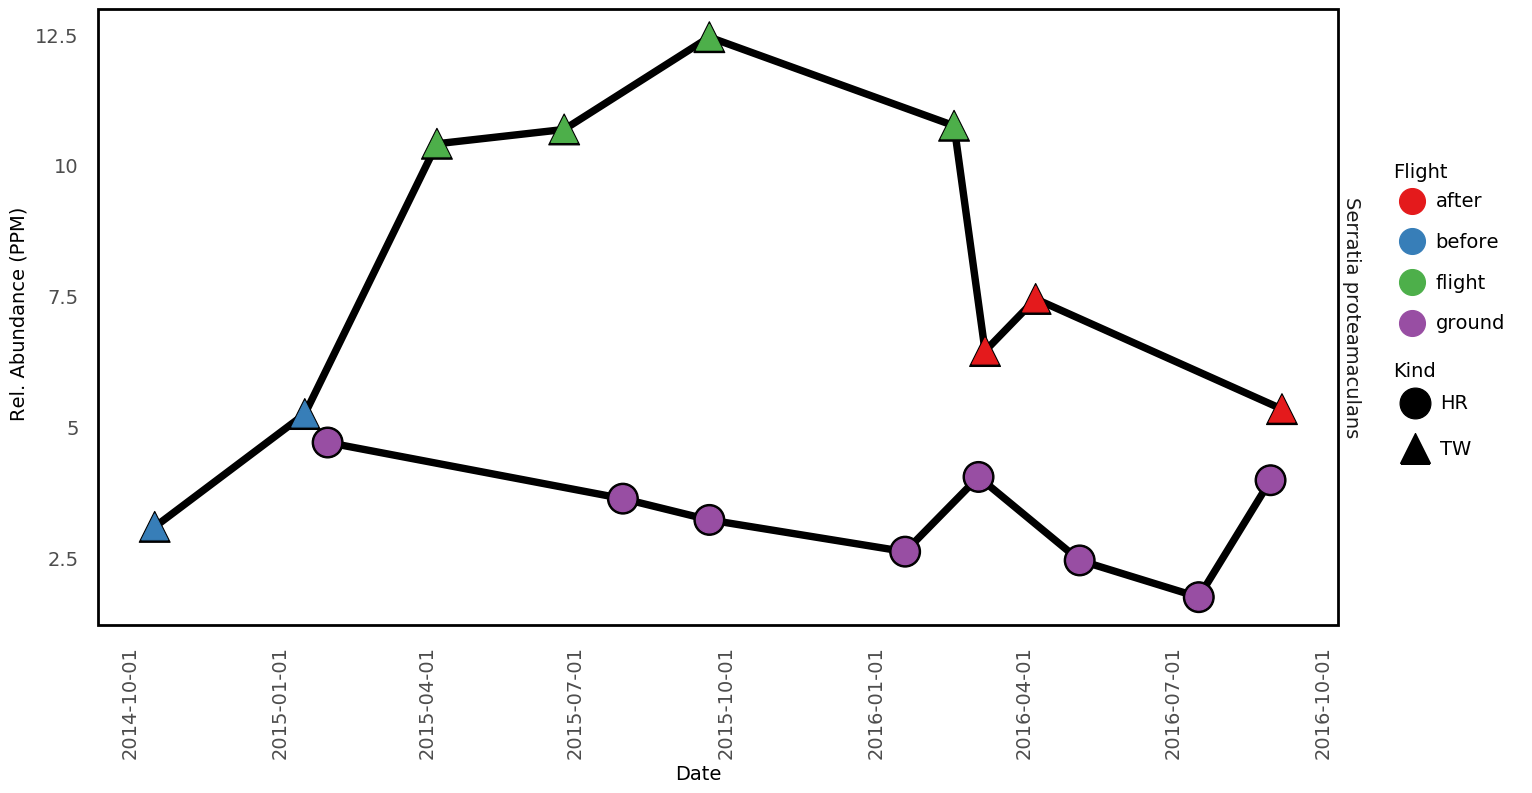 12.5
10
7.5
5
2.5
Rel. Abundance (PPM)
2014-10-01
2015-01-01
2015-04-01
2015-07-01
2015-10-01
2016-01-01
2016-04-01
2016-07-01
2016-10-01
Date
Serratia proteamaculans
Flight
after
before
flight
ground
Kind
HR
TW